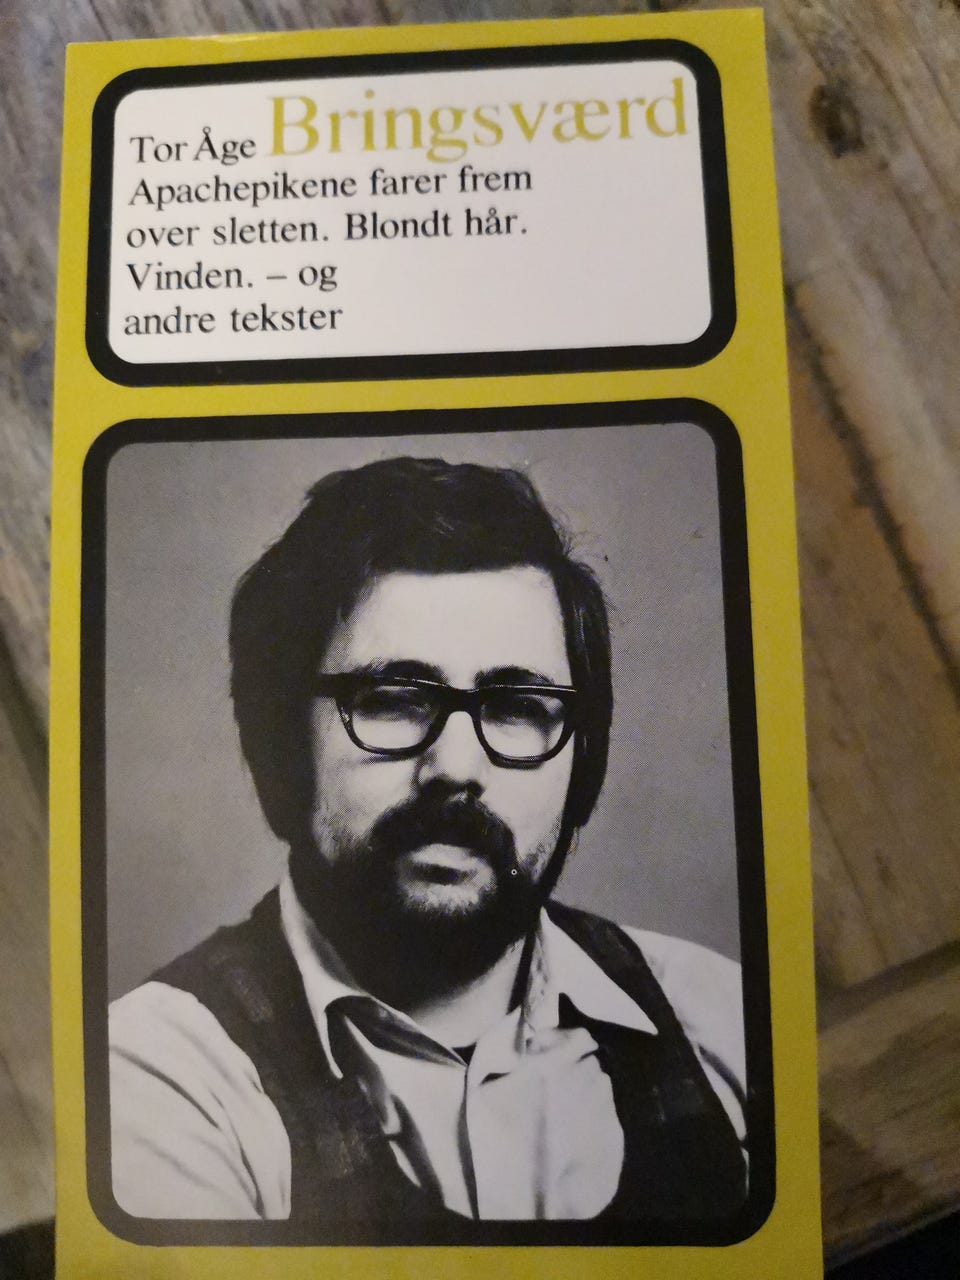 Tor Åge Bringsværd
Apachepikene farer frem
over sletten. Blondt hår.
Vinden. – og
andre tekster